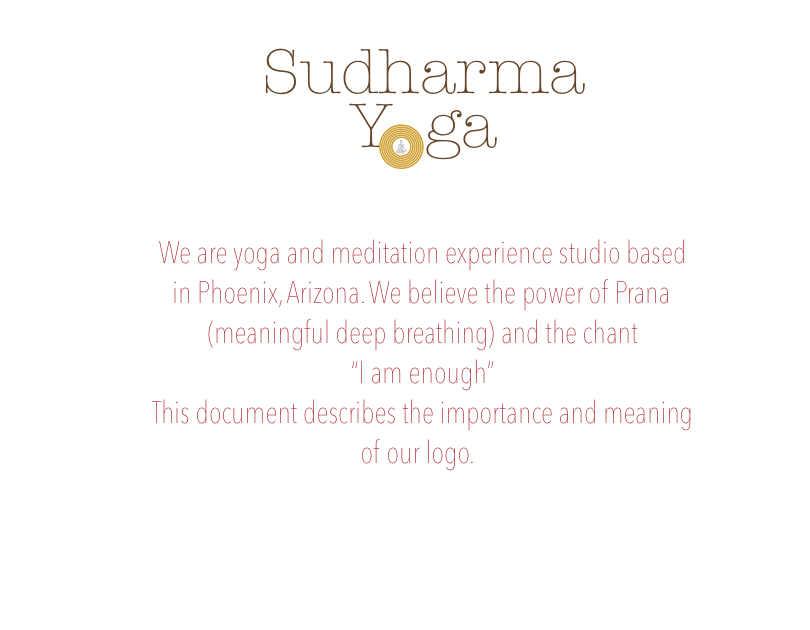 Sudharma
Yoga
We are yoga and meditation experience studio based
in Phoenix, Arizona. We believe the power of Prana
(meaningful deep breathing) and the chant
“I am enough”
This document describes the importance and meaning
of our logo.